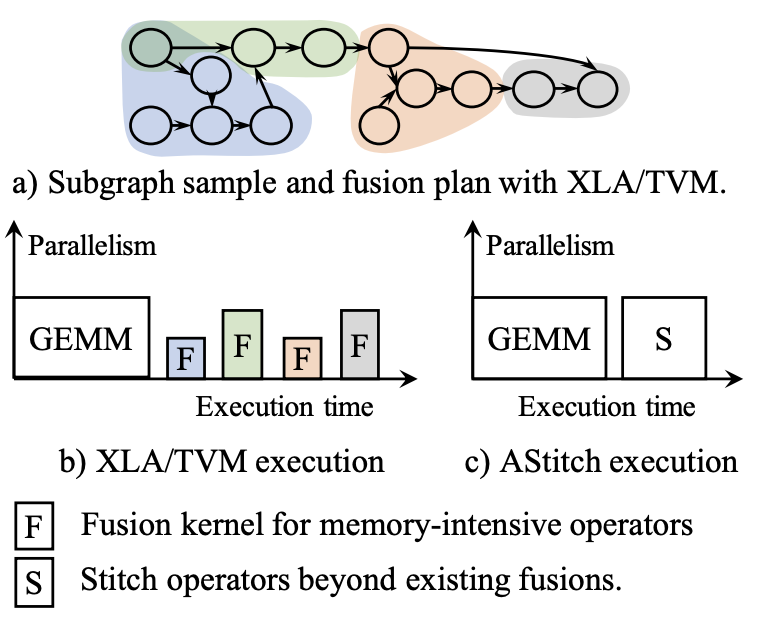 a) Subgraph sample and fusion plan with XLA/TVM.
Parallelism
GEMM
F
F
F
F
Execution time
b) XLA/TVM execution
Parallelism
GEMM
S
Execution time
c) AStitch execution
F Fusion kernel for memory-intensive operators
S Stitch operators beyond existing fusions.